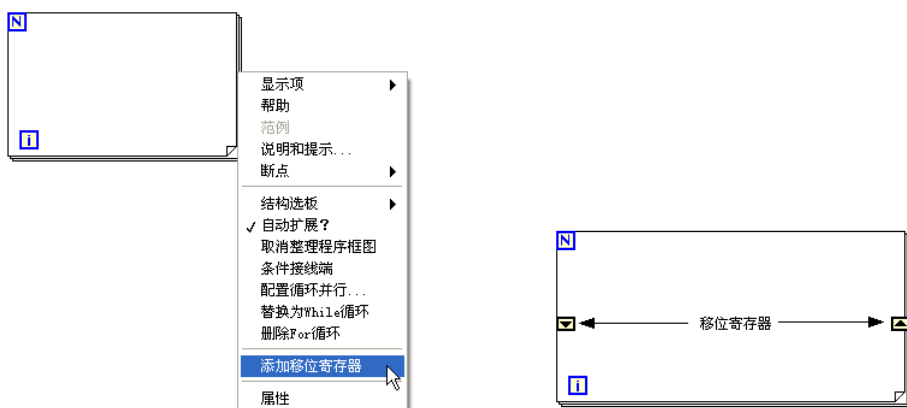 N
i
显示项
帮助
范例
说明和提示...
断点
结构选板
自动扩展?
取消整理程序框图
条件接线端
配置循环并行...
替换为While循环
删除For循环
添加移位寄存器
属性
N
移位寄存器
i